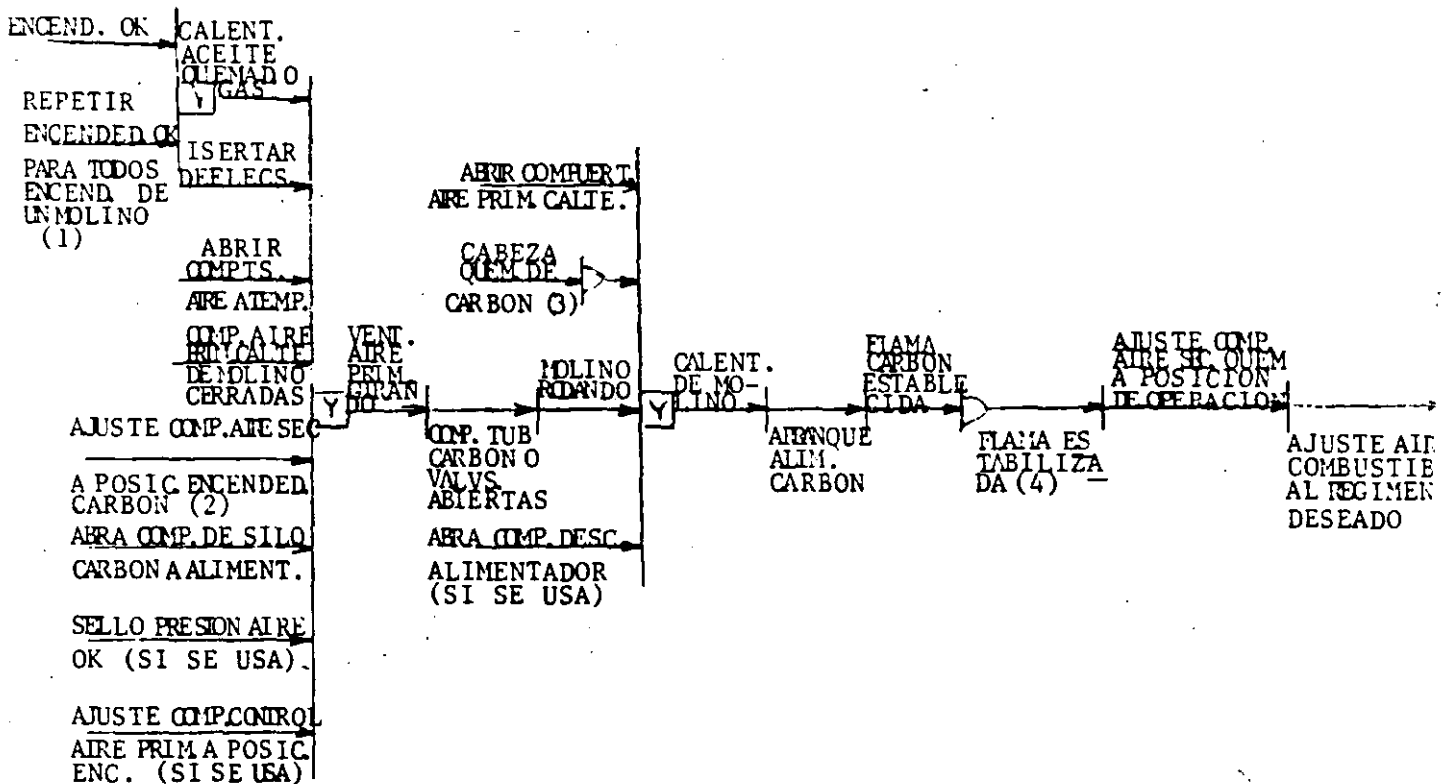 ENCEND. OK
CALENT.
ACEITE
QUEMAD O
GAS
Y
REPETIR
ENCENDED. OK
PARA TODOS
ENCEND. DE
UN MOLINO
(1)
ISERTAR
DEFLECS.
ABRIR
COMPTS.
AIRE ATEMP.
COMP. AIRE
PRIM. CALTE.
DE MOLINO
CERRADAS
AJUSTE COMP. AIRE SEC
A POSIC. ENCENDED.
CARBON (2)
ABRA COMP. DE SILO
CARBON A ALIMENT.
SELLO PRESION AIRE
OK (SI SE USA).
AJUSTE COMP. CONTROL
AIRE PRIM. A POSIC.
ENC. (SI SE USA)
Y
VENT.
AIRE
PRIM.
GIRAN
DO
COMP. TUB
CARBON O
VALVS.
ABIERTAS
MOLINO
RODANDO
ABRIR COMPUERT.
AIRE PRIM. CALTE.
CABEZA
QUEM. DE
CARBON (3)
ABRA COMP. DESC.
ALIMENTADOR
(SI SE USA)
Y
CALENT.
DE MO-
LINO
ARRANQUE
ALIM.
CARBON
FLAMA
CARBON
ESTABLE
CIDA
FLAMA ES
TABILIZA
DA (4)
AJUSTE COMP.
AIRE SEC. QUEM
A POSICION
DE OPERACION
AJUSTE AIR
COMBUSTIB
AL REGIMEN
DESEADO